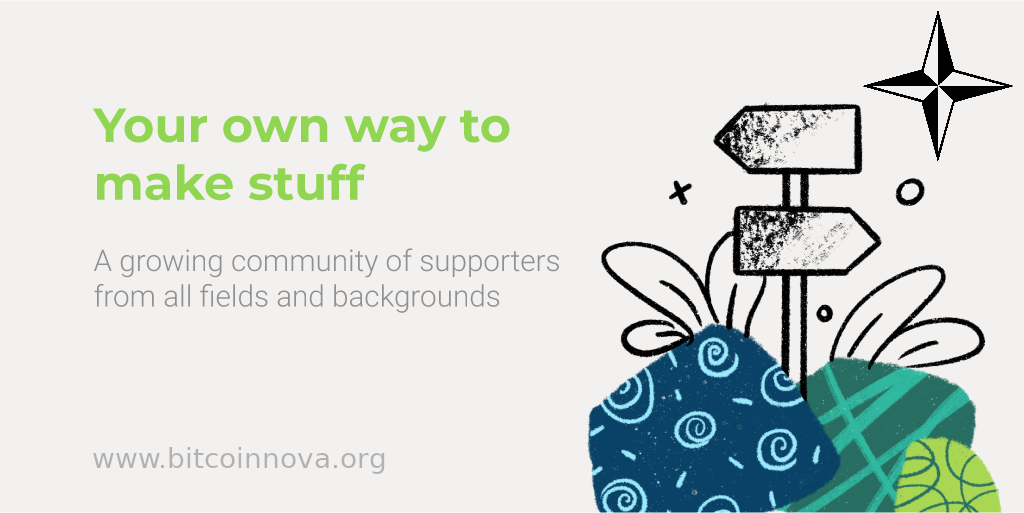 Your own way to
make stuff
A growing community of supporters
from all fields and backgrounds
www.bitcoinnova.org